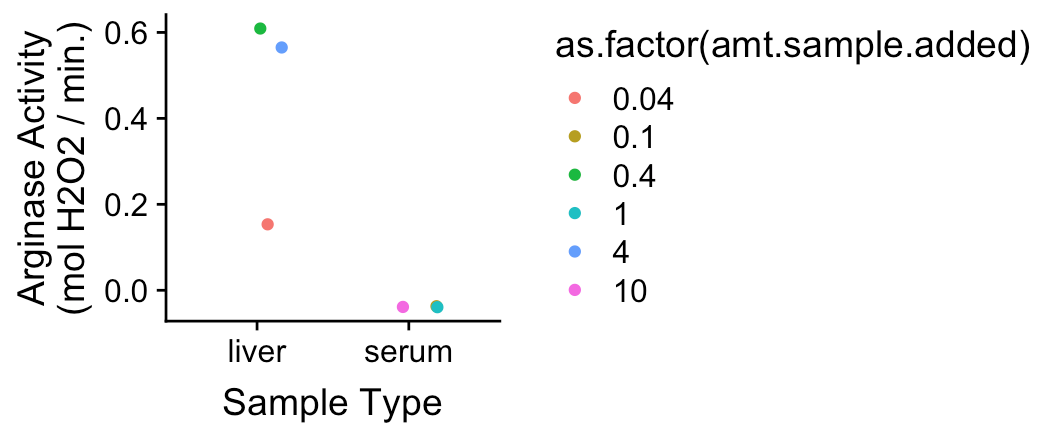 Arginase Activity
(mol H2O2 / min.)
0.6
0.4
0.2
0.0
liver
serum
Sample Type
as.factor(amt.sample.added)
0.04
0.1
0.4
1
4
10